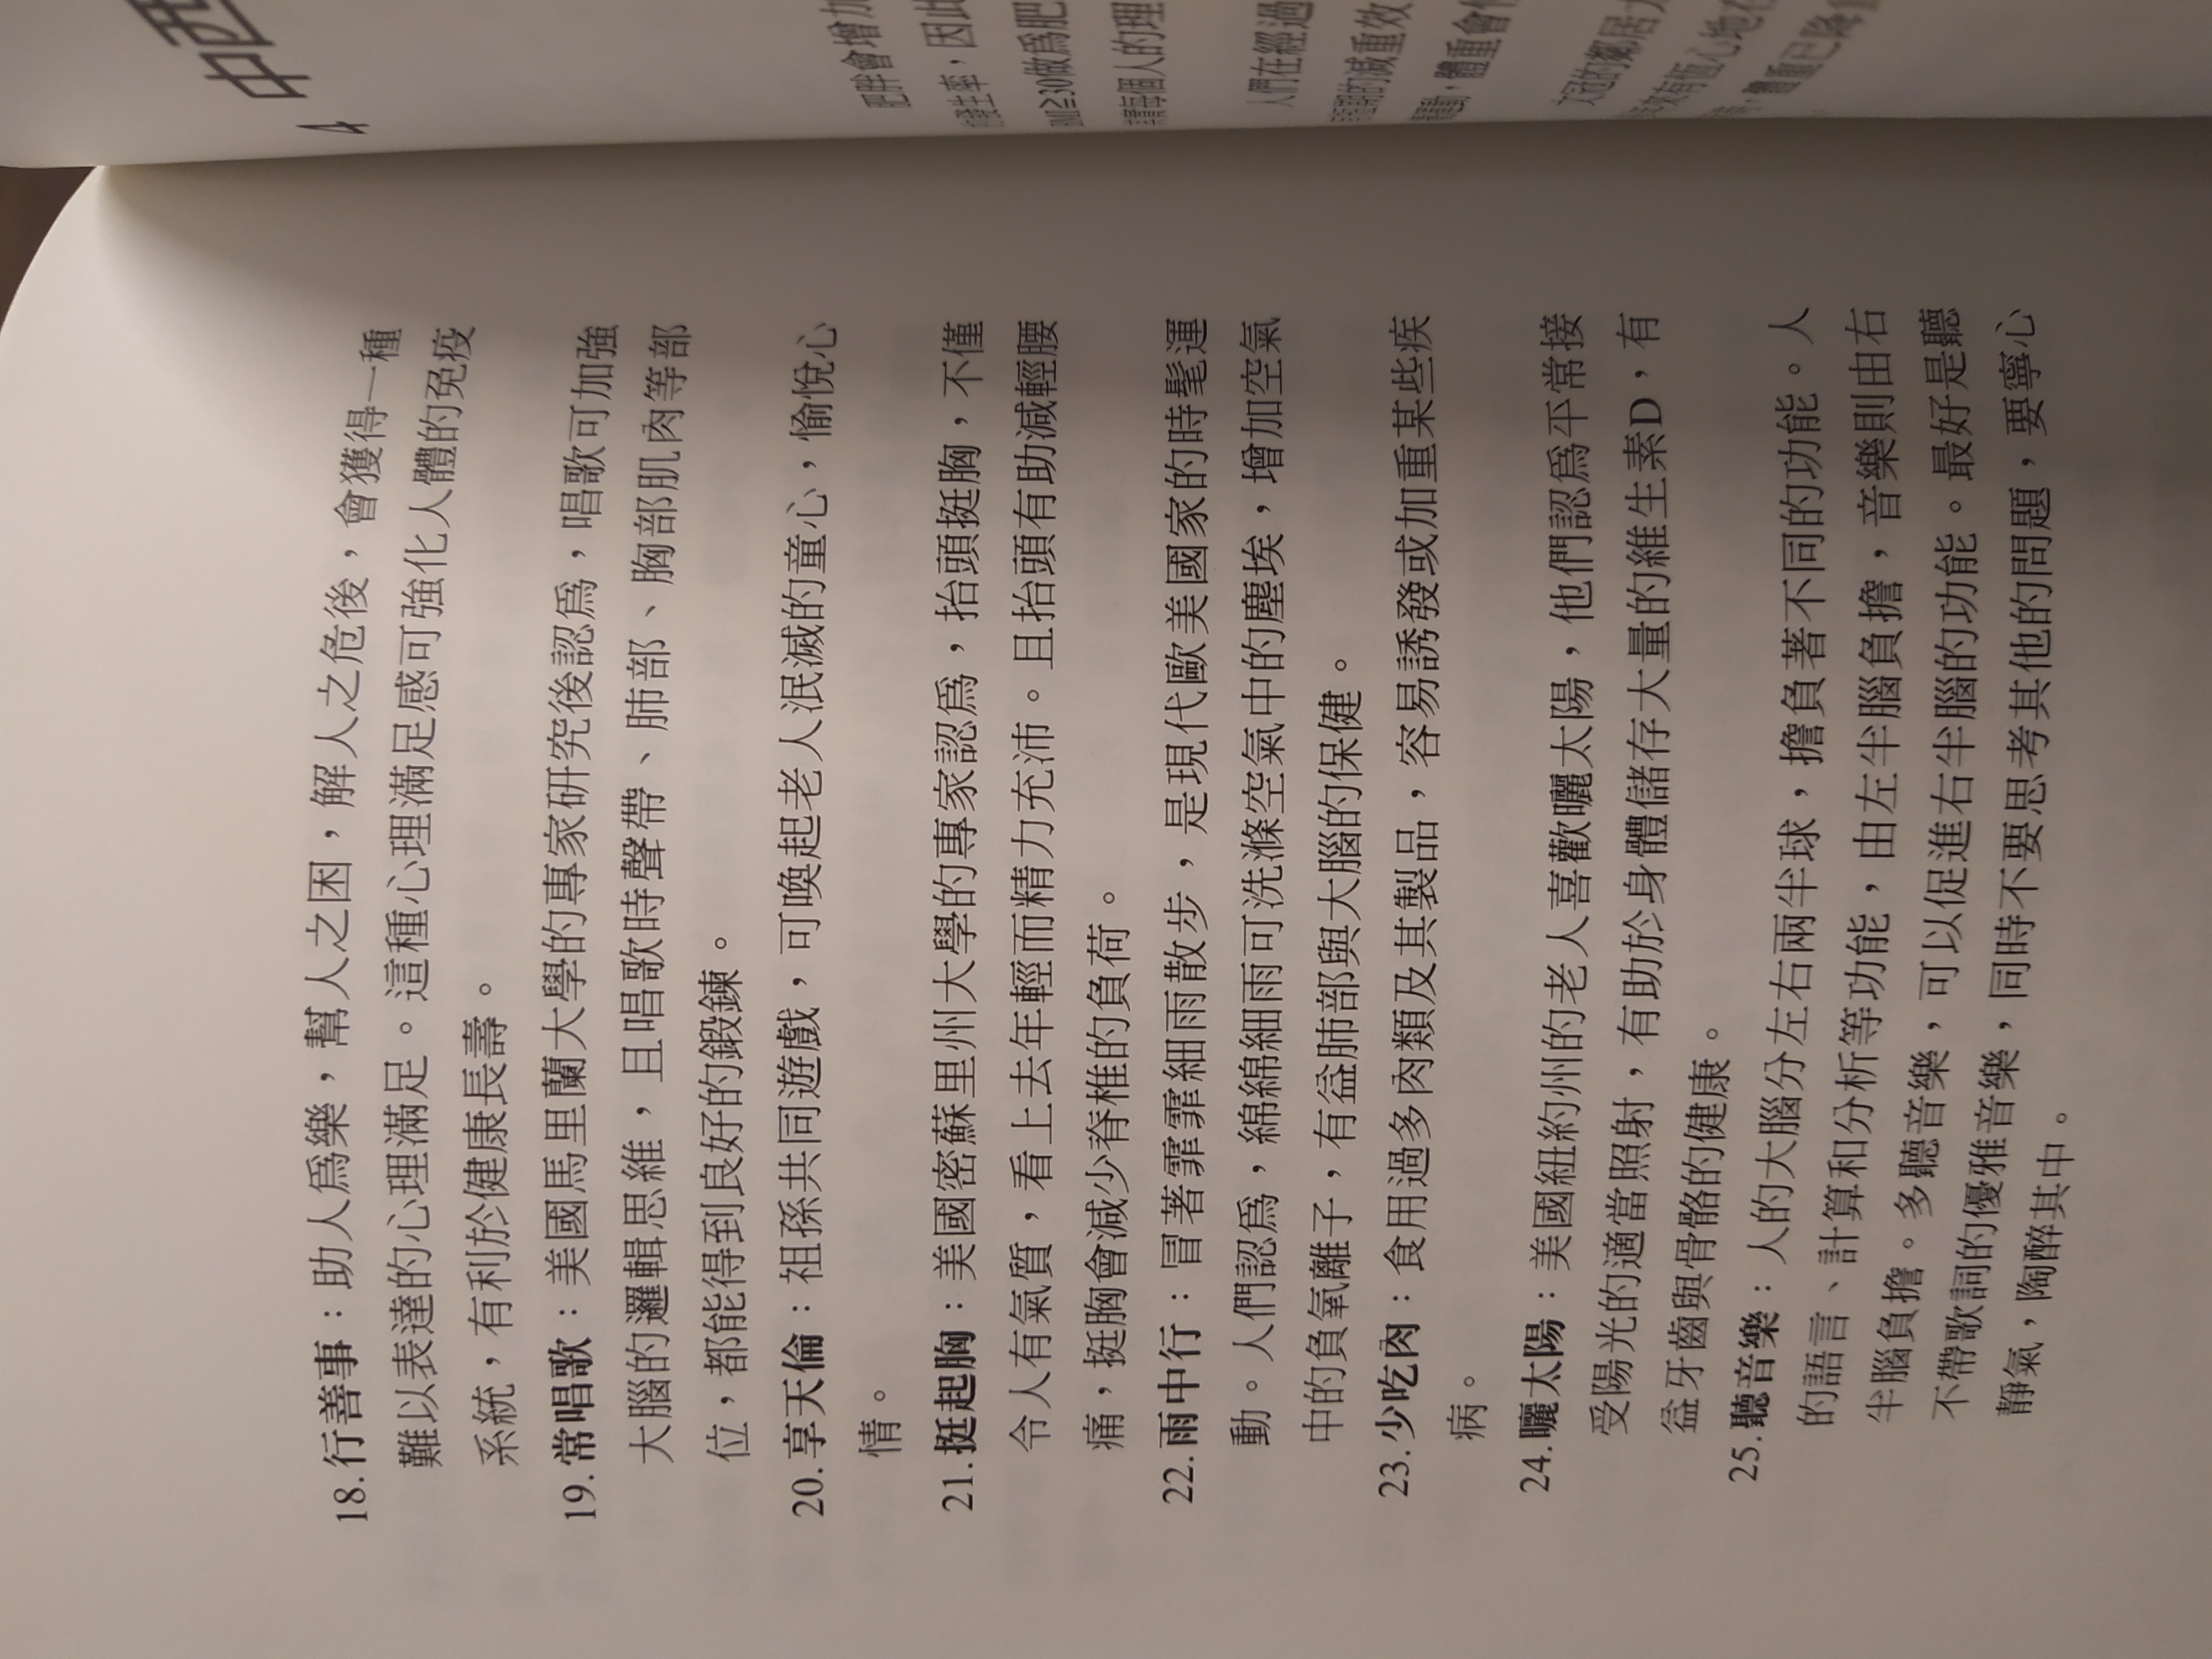 18.行善事：助人爲樂，幫人之困，解人之危後，會獲得一種
難以表達的心理滿足。這種心理滿足感可強化人體的免疫
系統，有利於健康長壽。
19.常唱歌：美國馬里蘭大學的專家研究後認爲，唱歌可加強
大腦的邏輯思維，且唱歌時聲帶、肺部、胸部肌肉等部
位，都能得到良好的鍛鍊。
20.享天倫：祖孫共同遊戲，可喚起老人泯滅的童心，愉悅心
情。
21.挺起胸：美國密蘇里州大學的專家認爲，抬頭挺胸，不僅
令人有氣質，看上去年輕而精力充沛。且抬頭有助減輕腰
痛，挺胸會減少脊椎的負荷。
22.雨中行：冒著霏霏細雨散步，是現代歐美國家的時髦運
動。人們認爲，綿綿細雨可洗滌空氣中的塵埃，增加空氣
中的負氧離子，有益肺部與大腦的保健。
23.少吃肉：食用過多肉類及其製品，容易誘發或加重某些疾
病。
24.曬太陽：美國紐約州的老人喜歡曬太陽，他們認爲平常接
受陽光的適當照射，有助於身體儲存大量的維生素D，有
益牙齒與骨骼的健康。
25.聽音樂：人的大腦分左右兩半球，擔負著不同的功能。人
的語言、計算和分析等功能，由左半腦負擔，音樂則由右
半腦負擔。多聽音樂，可以促進右半腦的功能。最好是聽
不帶歌詞的優雅音樂，同時不要思考其他的問題，要寧心
靜氣，陶醉其中。
4 中西
肥胖會增加
發生率，因此
BMI≧30做爲肥
每個人的理
人們在經過
期的減重效
運動，體重會
的鄰居
來有恆心地在
體重已降